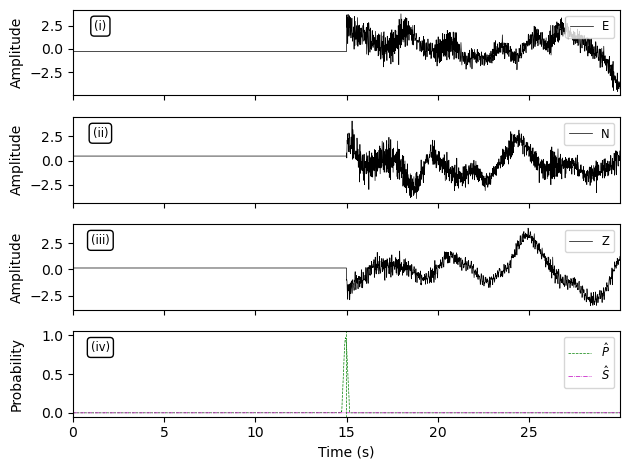 (i)
E
Amplitude
2.5
0.0
−2.5
(ii)
N
Amplitude
2.5
0.0
−2.5
(iii)
Z
Amplitude
2.5
0.0
−2.5
(iv)
P̂
Ŝ
Probability
1.0
0.5
0.0
0 5 10 15 20 25
Time (s)